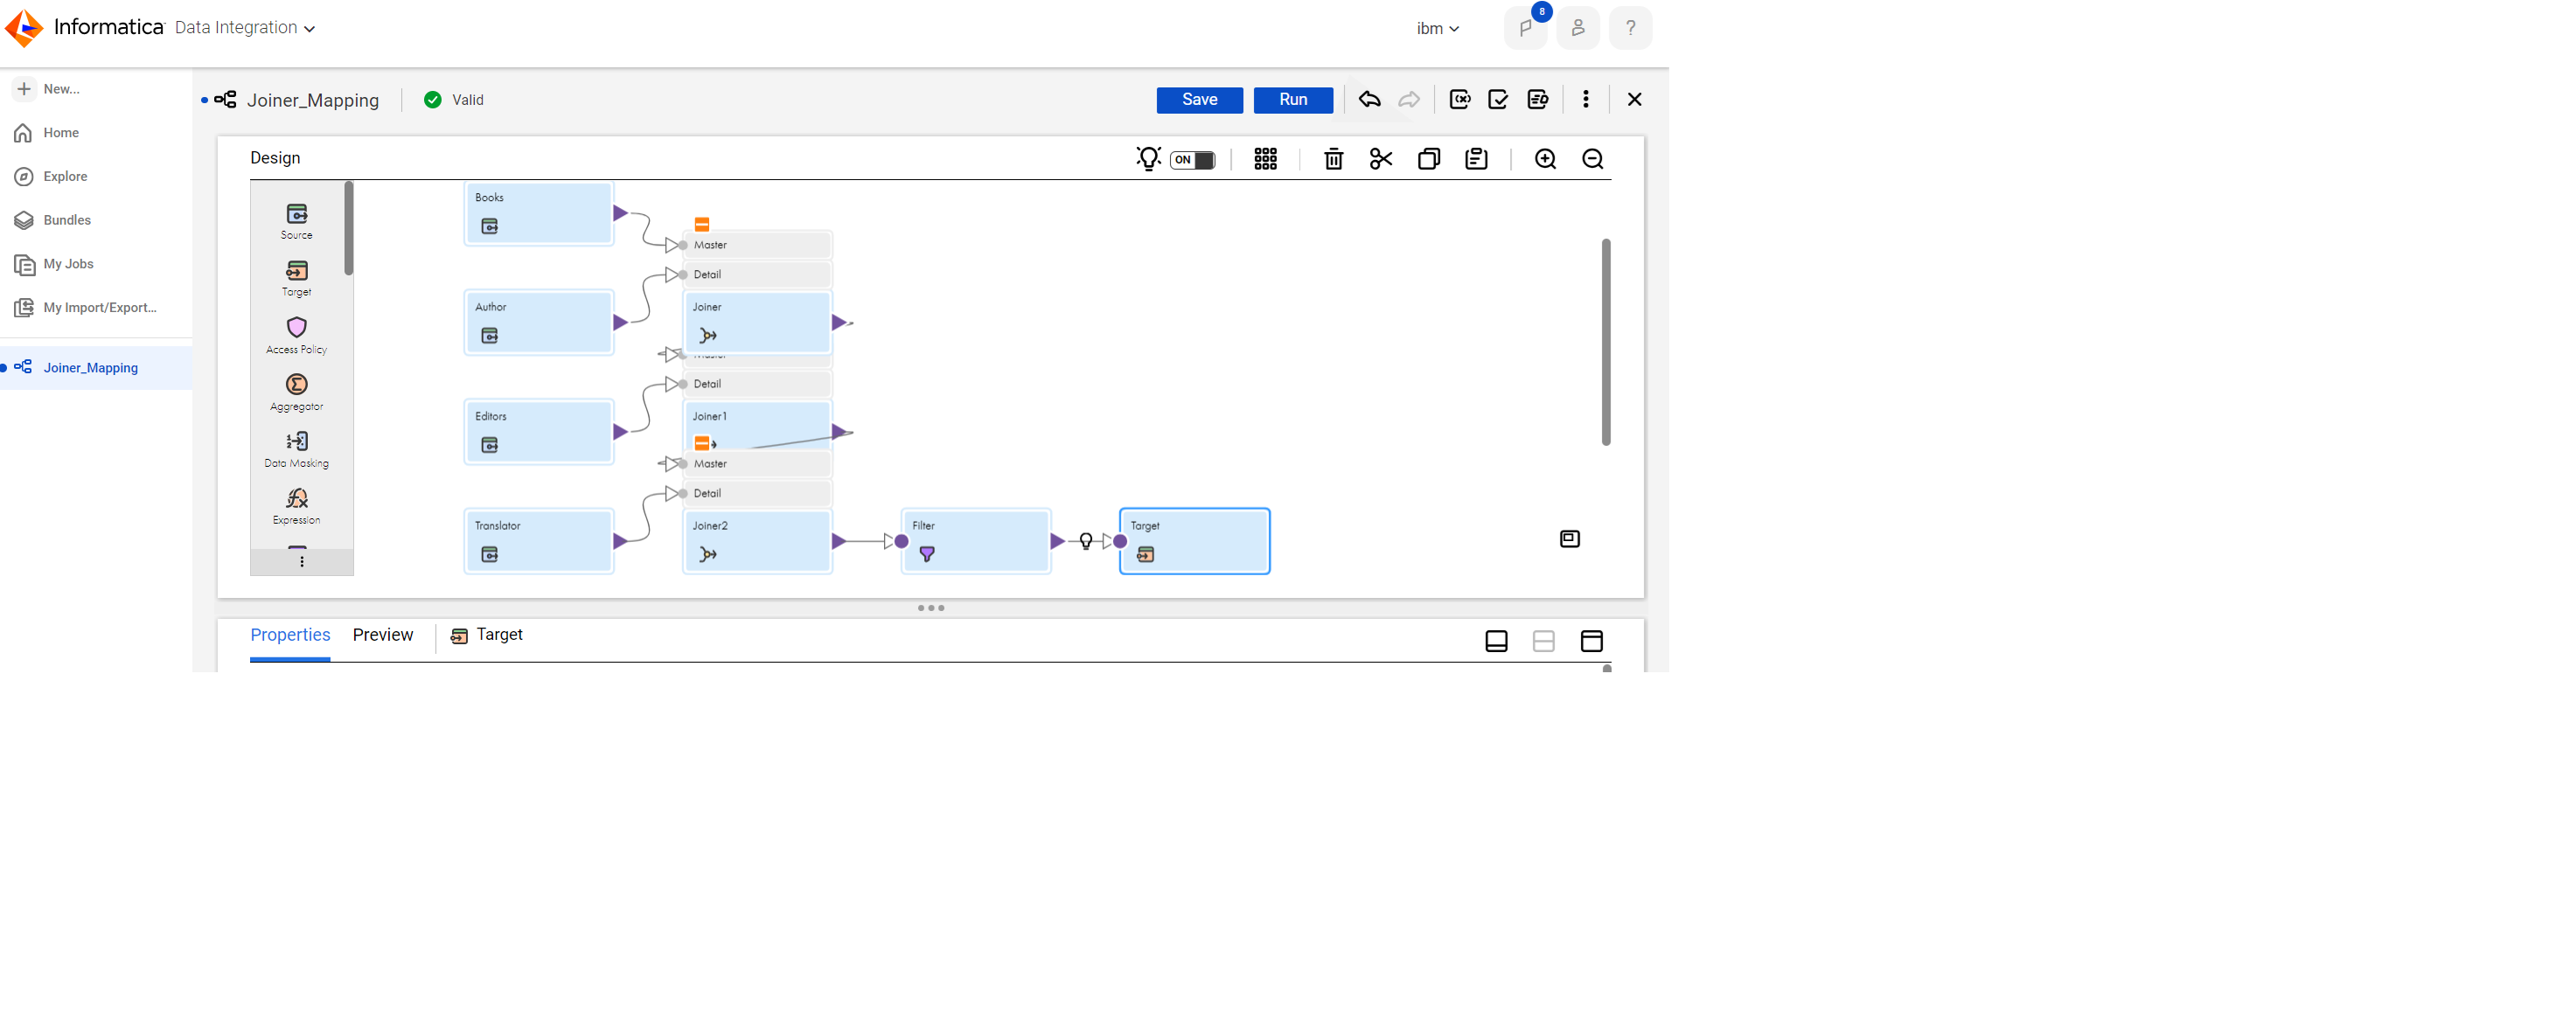 Informatica Data Integration
ibm
8
?
New...
Home
Explore
Bundles
My Jobs
My Import/Export...
Joiner_Mapping
Joiner_Mapping
Valid
Save
Run
Design
ON
Source
Target
Access Policy
Aggregator
Data Masking
Expression
Books
Master
Detail
Author
Joiner
Master
Detail
Editors
Joiner1
Master
Detail
Translator
Joiner2
Filter
Target
Properties
Preview
Target